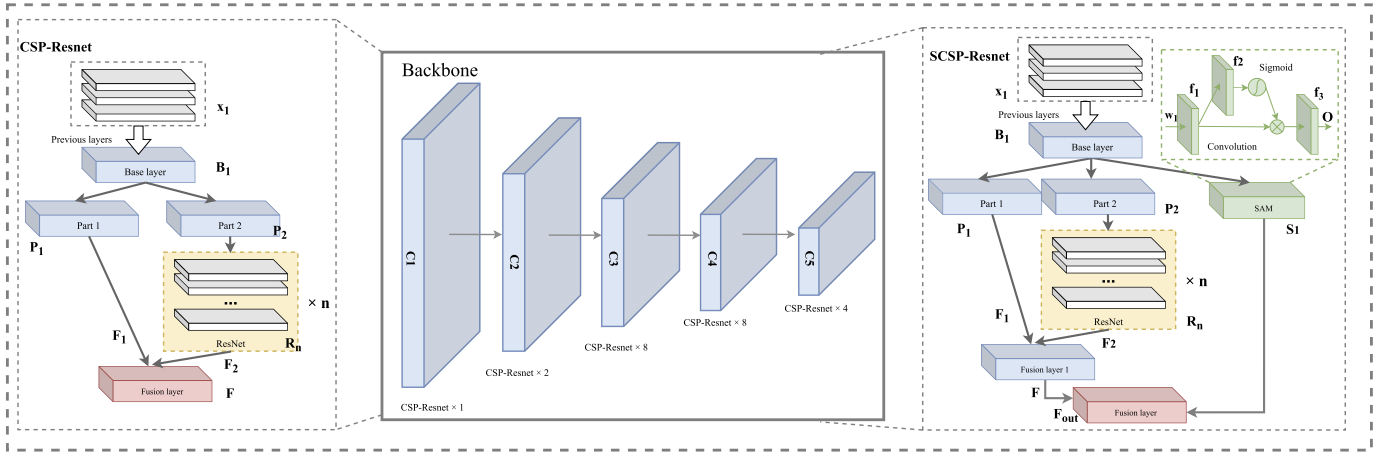 CSP-Resnet
x1
Previous layers
Base layer
B1
Part 1
Part 2
P1
P2
...
× n
ResNet
Rn
F1
F2
Fusion layer
F
Backbone
C1
C2
C3
C4
C5
CSP-Resnet × 1
CSP-Resnet × 2
CSP-Resnet × 8
CSP-Resnet × 8
CSP-Resnet × 4
SCSP-Resnet
x1
Previous layers
B1
Base layer
Part 1
Part 2
P1
P2
...
× n
ResNet
Rn
F1
F2
Fusion layer 1
F
Fout
Fusion layer
SAM
S1
w1
f1
f2
Sigmoid
f3
O
Convolution